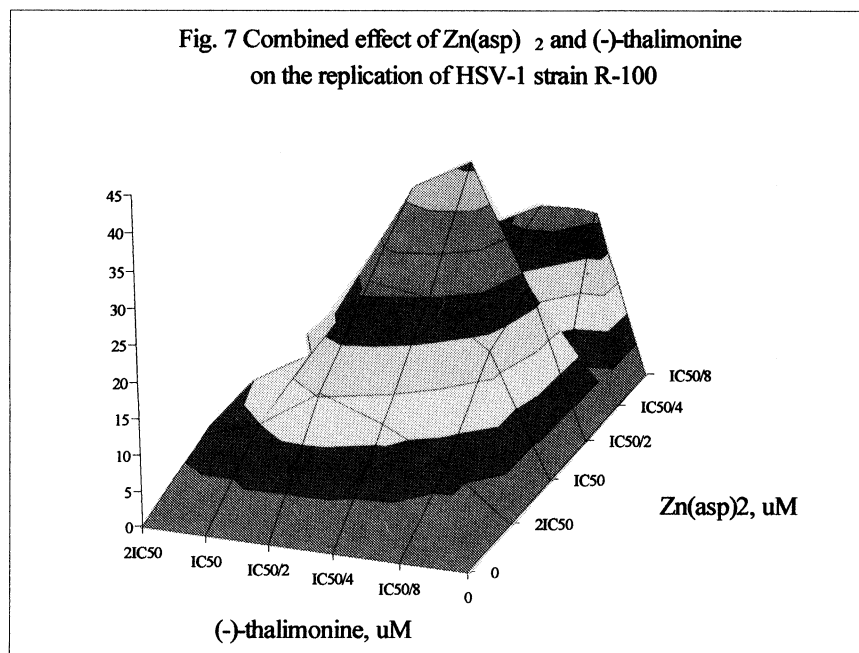 Fig. 7 Combined effect of Zn(asp) 2 and (-)-thalimonine
on the replication of HSV-1 strain R-100
45
40
35
30
25
20
15
10
5
0
2IC50
IC50
IC50/2
IC50/4
IC50/8
0
0
2IC50
IC50
IC50/2
IC50/4
IC50/8
Zn(asp)2, uM
(-)-thalimonine, uM